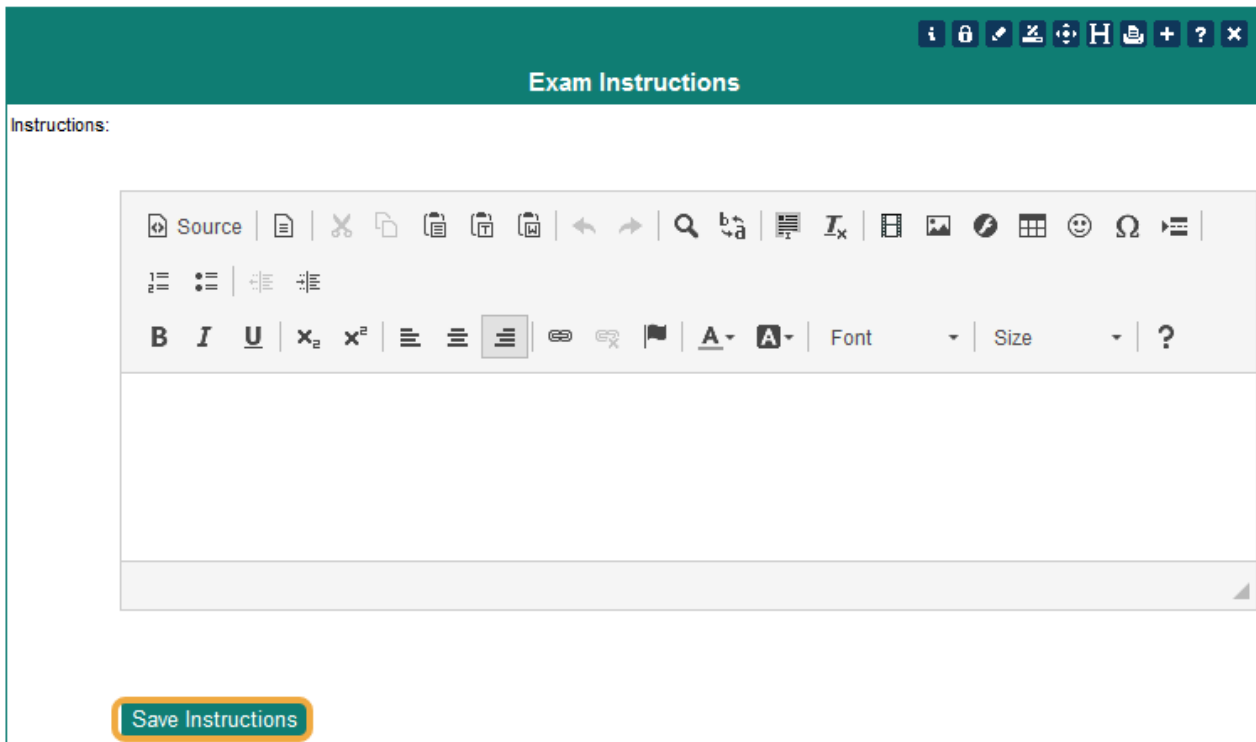 Exam Instructions
Instructions:
Source
Font
Size
Save Instructions